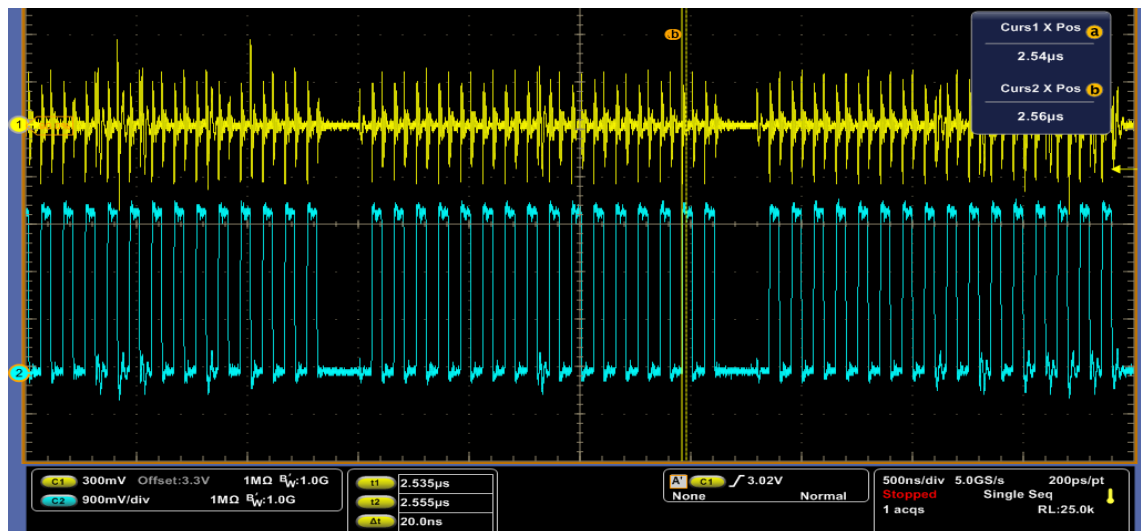 Curs1 X Pos a
2.54µs
Curs2 X Pos b
2.56µs
b
1
2
C1 300mV Offset:3.3V 1MΩ BW:1.0G
C2 900mV/div 1MΩ BW:1.0G
t1 2.535µs
t2 2.555µs
Δt 20.0ns
A' C1 3.02V
None Normal
500ns/div 5.0GS/s 200ps/pt
Stopped Single Seq
1 acqs RL:25.0k